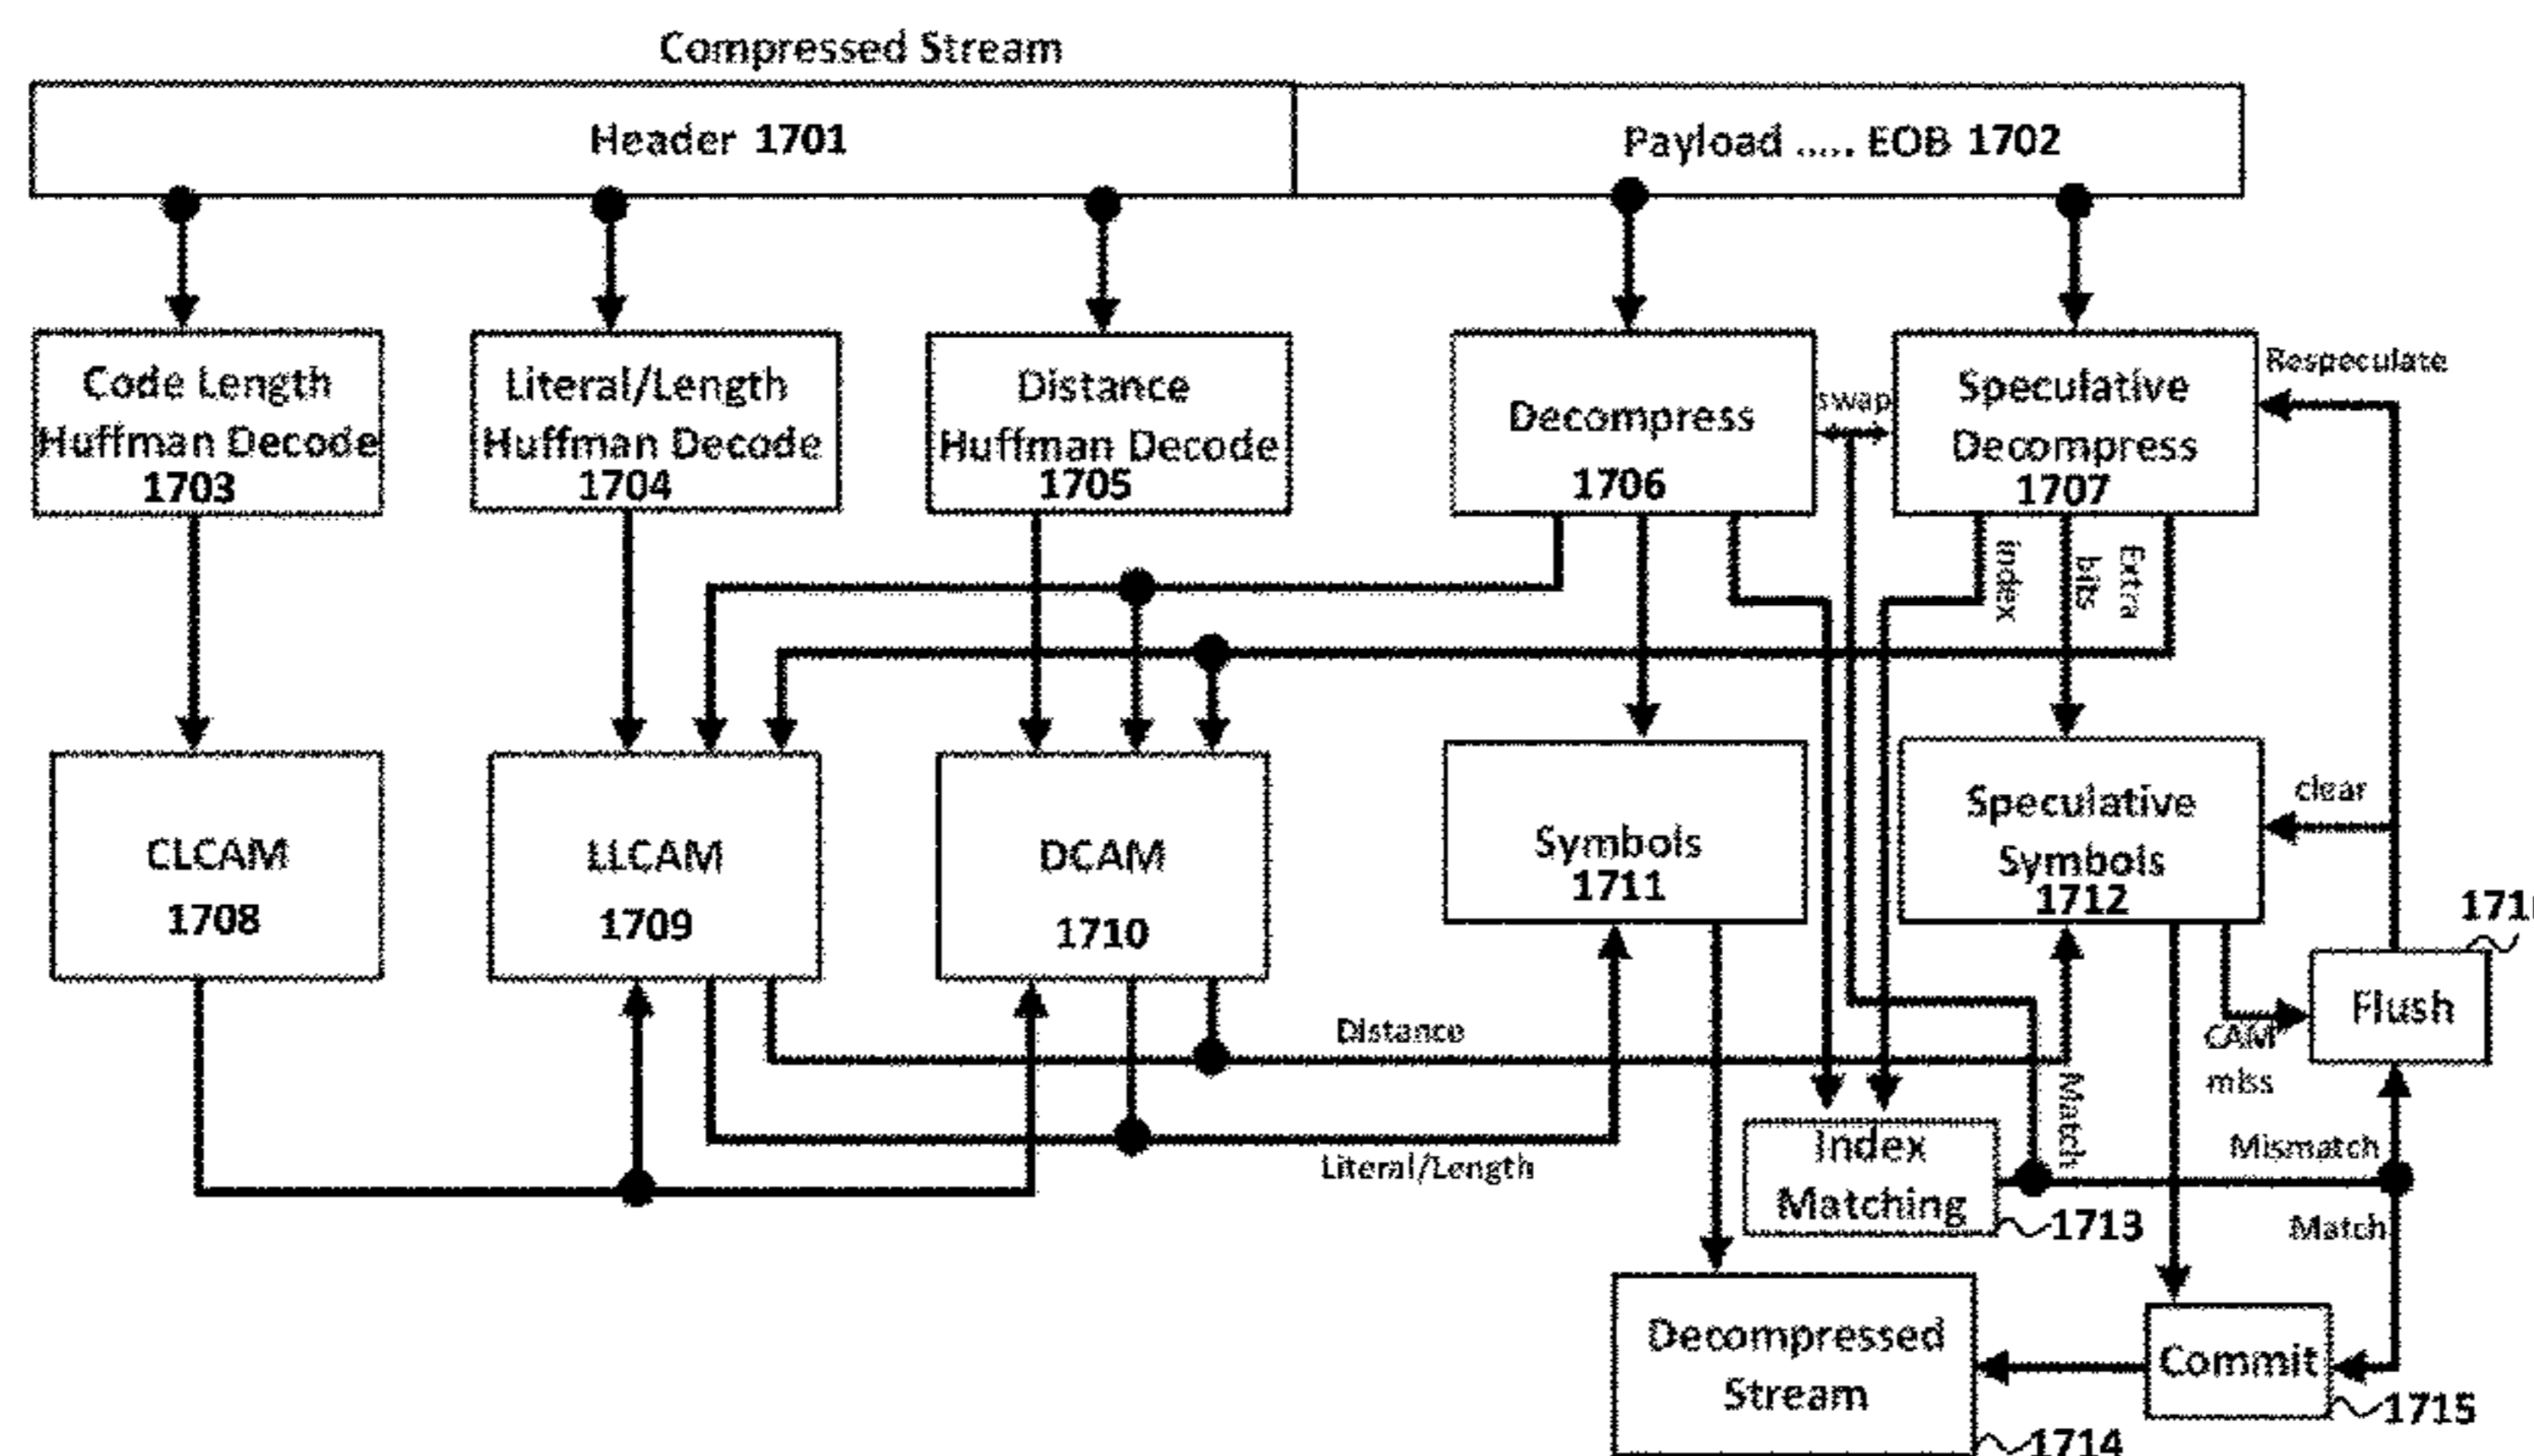 Compressed Stream
Header 1701
Payload ..... EOB 1702
Code Length
Huffman Decode
1703
Literal/Length
Huffman Decode
1704
Distance
Huffman Decode
1705
Decompress
1706
swap
Speculative
Decompress
1707
Respeculate
index
bits
Extra
CLCAM
1708
LLCAM
1709
DCAM
1710
Symbols
1711
Speculative
Symbols
1712
clear
Flush
CAM
miss
Distance
Literal/Length
Match
Mismatch
Match
Index
Matching
1713
Decompressed
Stream
1714
Commit
1715